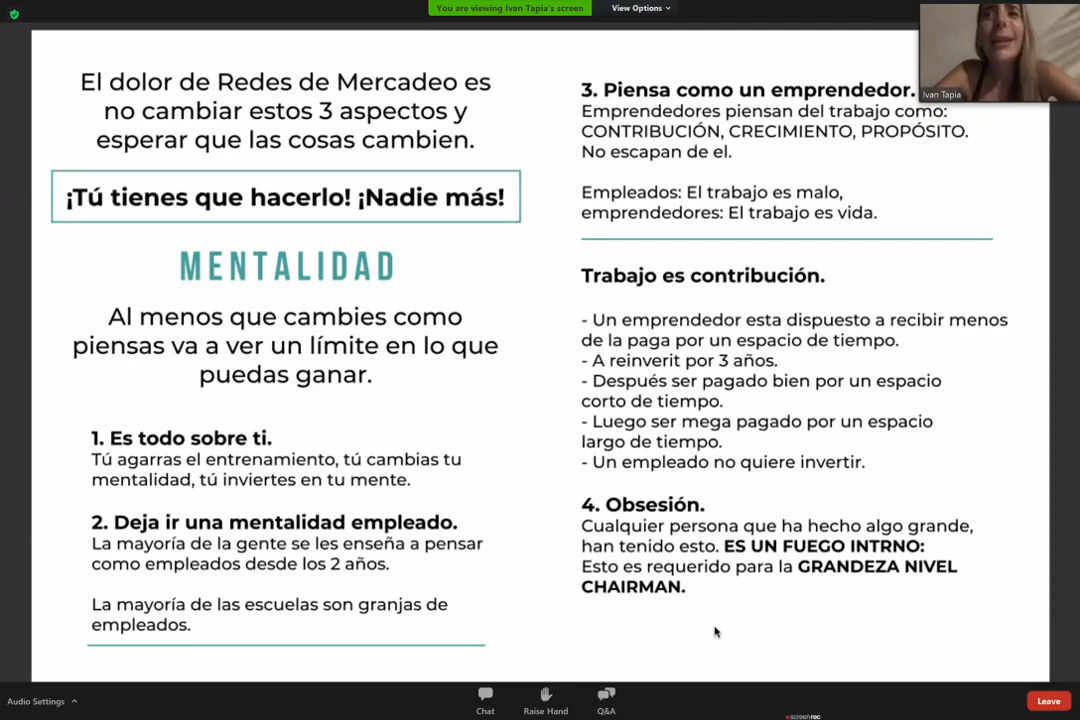 You are viewing Ivan Tapia's screen
View Options
Ivan Tapia
El dolor de Redes de Mercadeo es
no cambiar estos 3 aspectos y
esperar que las cosas cambien.
¡Tú tienes que hacerlo! ¡Nadie más!
MENTALIDAD
Al menos que cambies como
piensas va a ver un límite en lo que
puedas ganar.
1. Es todo sobre ti.
Tú agarras el entrenamiento, tú cambias tu
mentalidad, tú inviertes en tu mente.
2. Deja ir una mentalidad empleado.
La mayoría de la gente se les enseña a pensar
como empleados desde los 2 años.
La mayoría de las escuelas son granjas de
empleados.
3. Piensa como un emprendedor.
Emprendedores piensan del trabajo como:
CONTRIBUCIÓN, CRECIMIENTO, PROPÓSITO.
No escapan de el.
Empleados: El trabajo es malo,
emprendedores: El trabajo es vida.
Trabajo es contribución.
- Un emprendedor esta dispuesto a recibir menos
de la paga por un espacio de tiempo.
- A reinverit por 3 años.
- Después ser pagado bien por un espacio
corto de tiempo.
- Luego ser mega pagado por un espacio
largo de tiempo.
- Un empleado no quiere invertir.
4. Obsesión.
Cualquier persona que ha hecho algo grande,
han tenido esto. ES UN FUEGO INTRNO:
Esto es requerido para la GRANDEZA NIVEL
CHAIRMAN.
Audio Settings
Chat
Raise Hand
Q&A
screenrec
Leave